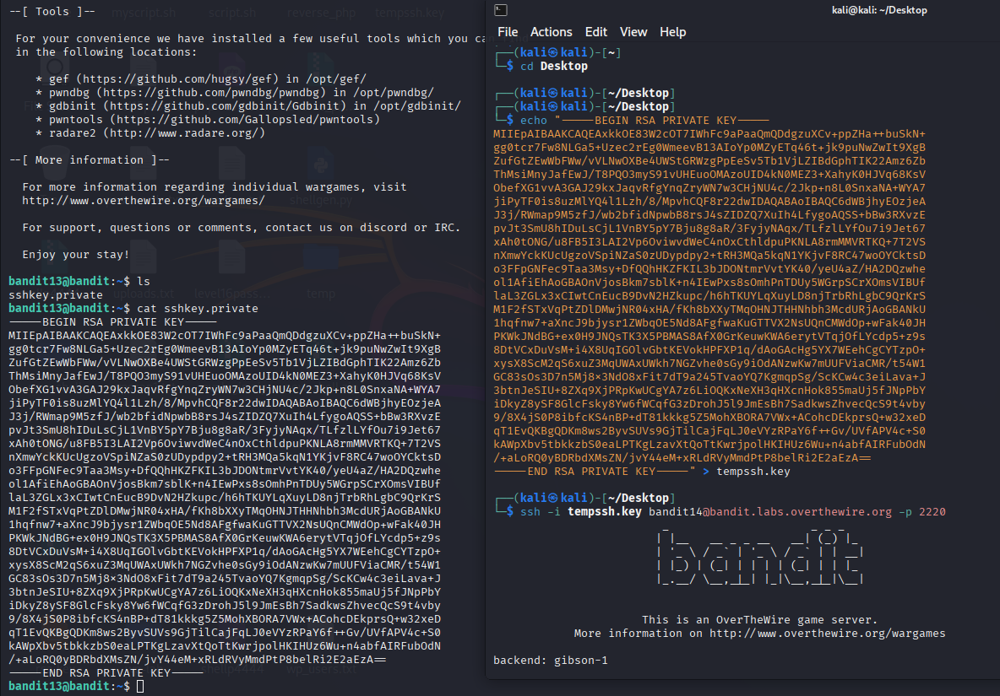 myscript.sh script.sh reverse_php tempssh.key
--[ Tools ]--
For your convenience we have installed a few useful tools which you can
in the following locations:
* gef (https://github.com/hugsy/gef) in /opt/gef/
* pwndbg (https://github.com/pwndbg/pwndbg) in /opt/pwndbg/
* gdbinit (https://github.com/gdbinit/Gdbinit) in /opt/gdbinit/
* pwntools (https://github.com/Gallopsled/pwntools)
* radare2 (http://www.radare.org/)
--[ More information ]--
For more information regarding individual wargames, visit
http://www.overthewire.org/wargames/
shellgen.py
For support, questions or comments, contact us on discord or IRC.
Enjoy your stay!
bandit13@bandit:~$ ls
sshkey.private
uploads.txt level16pass... temp
bandit13@bandit:~$ cat sshkey.private
-----BEGIN RSA PRIVATE KEY-----
MIIEpAIBAAKCAQEAxkkOE83W2cOT7IWhFc9aPaaQmQDdgzuXCv+ppZHa++buSkN+
gg0tcr7Fw8NLGa5+Uzec2rEg0WmeevB13AIoYp0MZyETq46t+jk9puNwZwIt9XgB
ZufGtZEwWbFWw/vVLNwOXBe4UWStGRWzgPpEeSv5Tb1VjLZIBdGphTIK22Amz6Zb
ThMsiMnyJafEwJ/T8PQO3myS91vUHEuoOMAzoUID4kN0MEZ3+XahyK0HJVq68KsV
ObefXG1vvA3GAJ29kxJaqvRfgYnqZryWN7w3CHjNU4c/2Jkp+n8L0SnxaNA+WYA7
jiPyTF0is8uzMlYQ4l1Lzh/8/MpvhCQF8r22dwIDAQABAoIBAQC6dWBjhyEOzjeA
J3j/RWmap9M5zfJ/wb2bfidNpwbB8rsJ4sZIDZQ7XuIh4LfygoAQSS+bBw3RXvzE
pvJt3SmU8hIDuLsCjL1VnBY5pY7Bju8g8aR/3FyjyNAqx/TLfzlLYfOu7i9Jet67
xAh0tONG/u8FB5I3LAI2Vp6OviwvdWeC4nOxCthldpuPKNLA8rmMMVRTKQ+7T2VS
nXmwYckKUcUgzoVSpiNZaS0zUDypdpy2+tRH3MQa5kqN1YKjvF8RC47woOYCktsD
o3FFpGNFec9Taa3Msy+DfQQhHKZFKIL3bJDONtmrVvtYK40/yeU4aZ/HA2DQzwhe
ol1AfiEhAoGBAOnVjosBkm7sblK+n4IEwPxs8sOmhPnTDUy5WGrpSCrXOmsVIBUf
laL3ZGLx3xCIwtCnEucB9DvN2HZkupc/h6hTKUYLqXuyLD8njTrbRhLgbC9QrKrS
M1F2fSTxVqPtZDlDMwjNR04xHA/fKh8bXXyTMqOHNJTHHNhbh3McdURjAoGBANkU
1hqfnw7+aXncJ9bjysr1ZWbqOE5Nd8AFgfwaKuGTTVX2NsUQnCMWdOp+wFak40JH
PKWkJNdBG+ex0H9JNQsTK3X5PBMAS8AfX0GrKeuwKWA6erytVTqjOfLYcdp5+z9s
8DtVCxDuVsM+i4X8UqIGOlvGbtKEVokHPFXP1q/dAoGAcHg5YX7WEehCgCYTzpO+
xysX8ScM2qS6xuZ3MqUWAxUWkh7NGZvhe0sGy9iOdANzwKw7mUUFViaCMR/t54W1
GC83sOs3D7n5Mj8x3NdO8xFit7dT9a245TvaoYQ7KgmqpSg/ScKCw4c3eiLava+J
3btnJeSIU+8ZXq9XjPRpKwUCgYA7z6LiOQKxNeXH3qHXcnHok855maUj5fJNpPbY
iDkyZ8ySF8GlcFsky8Yw6fWCqfG3zDrohJ5l9JmEsBh7SadkwsZhvecQcS9t4vby
9/8X4jS0P8ibfcKS4nBP+dT81kkkg5Z5MohXBORA7VWx+ACohcDEkprsQ+w32xeD
qT1EvQKBgQDKm8ws2ByvSUVs9GjTilCajFqLJ0eVYzRPaY6f++Gv/UVfAPV4c+S0
kAWpXbv5tbkkzbS0eaLPTKgLzavXtQoTtKwrjpolHKIHUz6Wu+n4abfAIRFubOdN
/+aLoRQ0yBDRbdXMsZN/jvY44eM+xRLdRVyMmdPtP8belRi2E2aEzA==
-----END RSA PRIVATE KEY-----
shellp4444 wp_users.txt
bandit13@bandit:~$
kali@kali: ~/Desktop
File Actions Edit View Help
┌──(kali㉿kali)-[~]
└─$ cd Desktop
┌──(kali㉿kali)-[~/Desktop]
┌──(kali㉿kali)-[~/Desktop]
└─$ echo "-----BEGIN RSA PRIVATE KEY-----
MIIEpAIBAAKCAQEAxkkOE83W2cOT7IWhFc9aPaaQmQDdgzuXCv+ppZHa++buSkN+
gg0tcr7Fw8NLGa5+Uzec2rEg0WmeevB13AIoYp0MZyETq46t+jk9puNwZwIt9XgB
ZufGtZEwWbFWw/vVLNwOXBe4UWStGRWzgPpEeSv5Tb1VjLZIBdGphTIK22Amz6Zb
ThMsiMnyJafEwJ/T8PQO3myS91vUHEuoOMAzoUID4kN0MEZ3+XahyK0HJVq68KsV
ObefXG1vvA3GAJ29kxJaqvRfgYnqZryWN7w3CHjNU4c/2Jkp+n8L0SnxaNA+WYA7
jiPyTF0is8uzMlYQ4l1Lzh/8/MpvhCQF8r22dwIDAQABAoIBAQC6dWBjhyEOzjeA
J3j/RWmap9M5zfJ/wb2bfidNpwbB8rsJ4sZIDZQ7XuIh4LfygoAQSS+bBw3RXvzE
pvJt3SmU8hIDuLsCjL1VnBY5pY7Bju8g8aR/3FyjyNAqx/TLfzlLYfOu7i9Jet67
xAh0tONG/u8FB5I3LAI2Vp6OviwvdWeC4nOxCthldpuPKNLA8rmMMVRTKQ+7T2VS
nXmwYckKUcUgzoVSpiNZaS0zUDypdpy2+tRH3MQa5kqN1YKjvF8RC47woOYCktsD
o3FFpGNFec9Taa3Msy+DfQQhHKZFKIL3bJDONtmrVvtYK40/yeU4aZ/HA2DQzwhe
ol1AfiEhAoGBAOnVjosBkm7sblK+n4IEwPxs8sOmhPnTDUy5WGrpSCrXOmsVIBUf
laL3ZGLx3xCIwtCnEucB9DvN2HZkupc/h6hTKUYLqXuyLD8njTrbRhLgbC9QrKrS
M1F2fSTxVqPtZDlDMwjNR04xHA/fKh8bXXyTMqOHNJTHHNhbh3McdURjAoGBANkU
1hqfnw7+aXncJ9bjysr1ZWbqOE5Nd8AFgfwaKuGTTVX2NsUQnCMWdOp+wFak40JH
PKWkJNdBG+ex0H9JNQsTK3X5PBMAS8AfX0GrKeuwKWA6erytVTqjOfLYcdp5+z9s
8DtVCxDuVsM+i4X8UqIGOlvGbtKEVokHPFXP1q/dAoGAcHg5YX7WEehCgCYTzpO+
xysX8ScM2qS6xuZ3MqUWAxUWkh7NGZvhe0sGy9iOdANzwKw7mUUFViaCMR/t54W1
GC83sOs3D7n5Mj8x3NdO8xFit7dT9a245TvaoYQ7KgmqpSg/ScKCw4c3eiLava+J
3btnJeSIU+8ZXq9XjPRpKwUCgYA7z6LiOQKxNeXH3qHXcnHok855maUj5fJNpPbY
iDkyZ8ySF8GlcFsky8Yw6fWCqfG3zDrohJ5l9JmEsBh7SadkwsZhvecQcS9t4vby
9/8X4jS0P8ibfcKS4nBP+dT81kkkg5Z5MohXBORA7VWx+ACohcDEkprsQ+w32xeD
qT1EvQKBgQDKm8ws2ByvSUVs9GjTilCajFqLJ0eVYzRPaY6f++Gv/UVfAPV4c+S0
kAWpXbv5tbkkzbS0eaLPTKgLzavXtQoTtKwrjpolHKIHUz6Wu+n4abfAIRFubOdN
/+aLoRQ0yBDRbdXMsZN/jvY44eM+xRLdRVyMmdPtP8belRi2E2aEzA==
-----END RSA PRIVATE KEY-----" > tempssh.key
┌──(kali㉿kali)-[~/Desktop]
└─$ ssh -i tempssh.key bandit14@bandit.labs.overthewire.org -p 2220
bandit
This is an OverTheWire game server.
More information on http://www.overthewire.org/wargames
backend: gibson-1